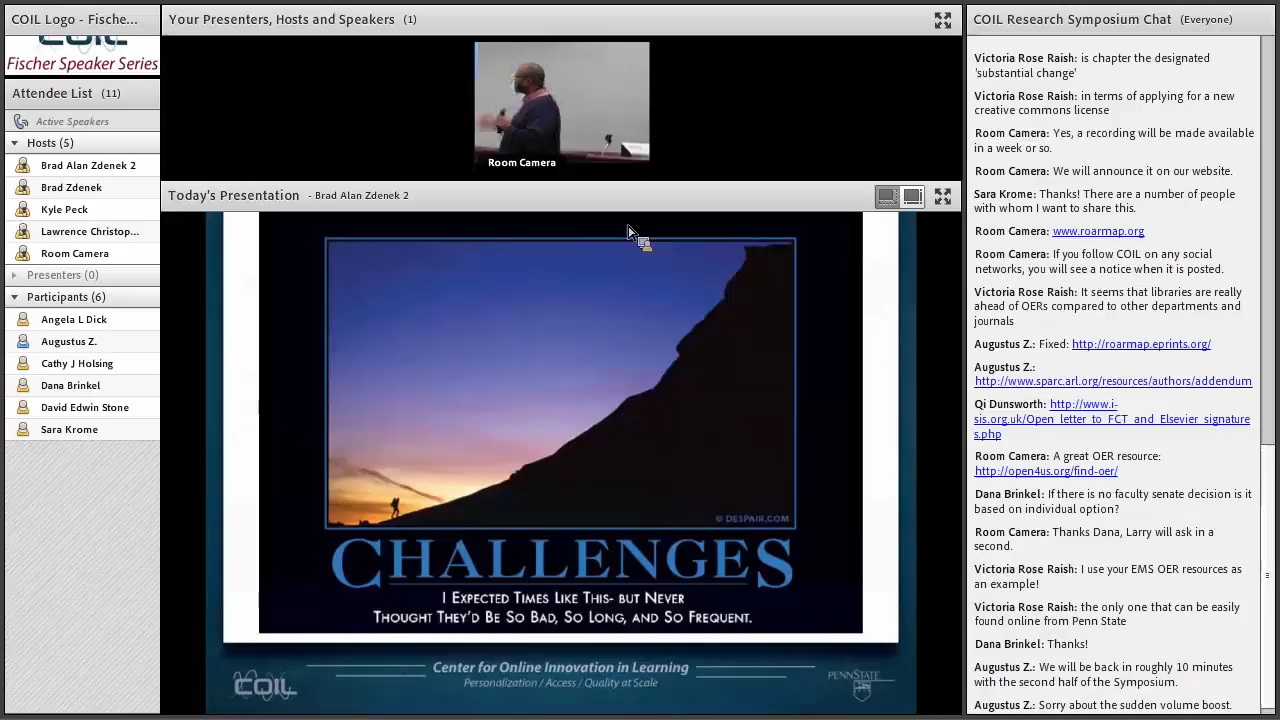 COIL Logo - Fische...
COIL
Fischer Speaker Series
Attendee List (11)
Active Speakers
Hosts (5)
Brad Alan Zdenek 2
Brad Zdenek
Kyle Peck
Lawrence Christop...
Room Camera
Presenters (0)
Participants (6)
Angela L Dick
Augustus Z.
Cathy J Holsing
Dana Brinkel
David Edwin Stone
Sara Krome
Your Presenters, Hosts and Speakers (1)
Room Camera
Today's Presentation - Brad Alan Zdenek 2
© DESPAIR.COM
CHALLENGES
I EXPECTED TIMES LIKE THIS- BUT NEVER
THOUGHT THEY'D BE SO BAD, SO LONG, AND SO FREQUENT.
COIL
Center for Online Innovation in Learning
Personalization / Access / Quality at Scale
PENNSTATE
COIL Research Symposium Chat (Everyone)
Victoria Rose Raish: is chapter the designated
'substantial change'
Victoria Rose Raish: in terms of applying for a new
creative commons license
Room Camera: Yes, a recording will be made available
in a week or so.
Room Camera: We will announce it on our website.
Sara Krome: Thanks! There are a number of people
with whom I want to share this.
Room Camera: www.roarmap.org
Room Camera: If you follow COIL on any social
networks, you will see a notice when it is posted.
Victoria Rose Raish: It seems that libraries are really
ahead of OERs compared to other departments and
journals
Augustus Z.: Fixed: http://roarmap.eprints.org/
Augustus Z.:
http://www.sparc.arl.org/resources/authors/addendum
Qi Dunsworth: http://www.i-
sis.org.uk/Open_letter_to_FCT_and_Elsevier_signature
s.php
Room Camera: A great OER resource:
http://open4us.org/find-oer/
Dana Brinkel: If there is no faculty senate decision is it
based on individual option?
Room Camera: Thanks Dana, Larry will ask in a
second.
Victoria Rose Raish: I use your EMS OER resources as
an example!
Victoria Rose Raish: the only one that can be easily
found online from Penn State
Dana Brinkel: Thanks!
Augustus Z.: We will be back in roughly 10 minutes
with the second half of the Symposium.
Augustus Z.: Sorry about the sudden volume boost.